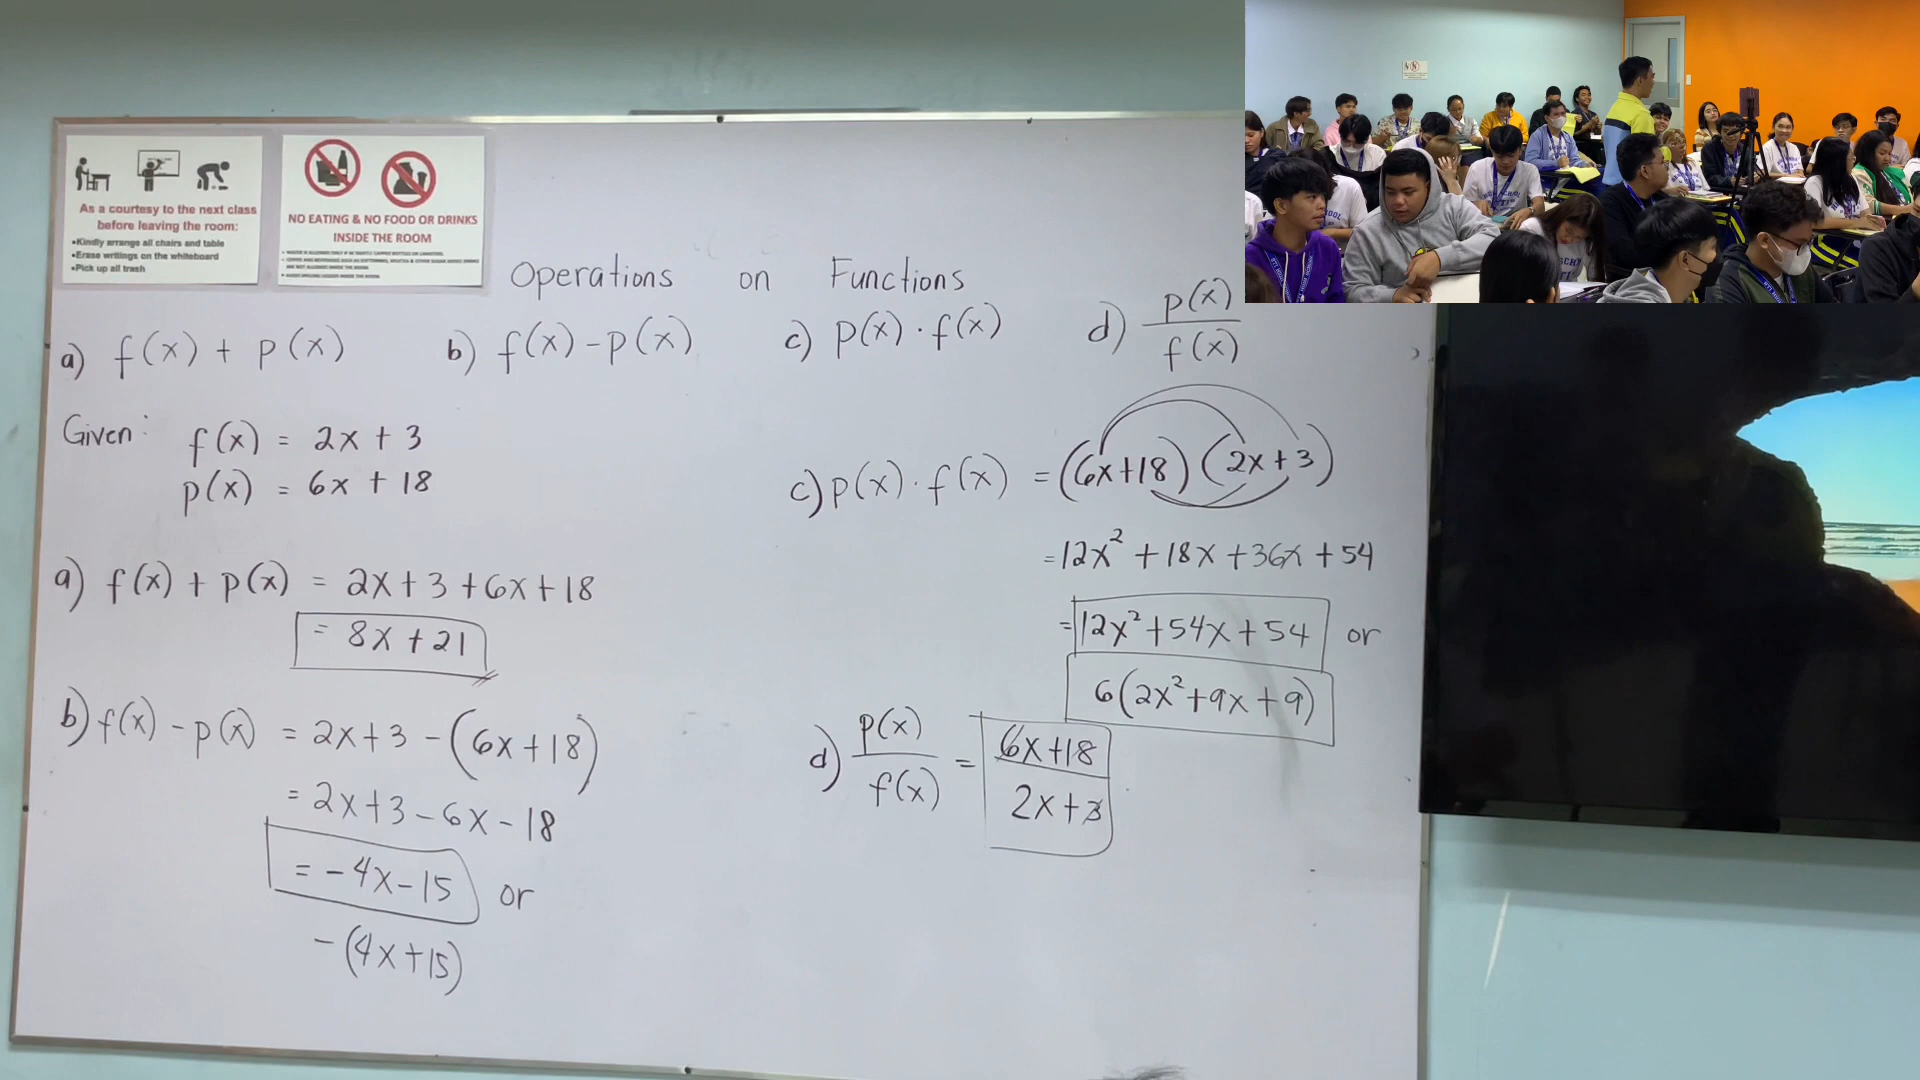 As a courtesy to the next class
before leaving the room:
•Kindly arrange all chairs and table
•Erase writings on the whiteboard
•Pick up all trash
NO EATING & NO FOOD OR DRINKS
INSIDE THE ROOM
Operations on Functions
a) f(x) + p(x) b) f(x) - p(x) c) p(x) · f(x) d) p(x)/f(x)
Given: f(x) = 2x + 3
p(x) = 6x + 18
a) f(x) + p(x) = 2x + 3 + 6x + 18
= 8x + 21
b) f(x) - p(x) = 2x + 3 - (6x + 18)
= 2x + 3 - 6x - 18
= -4x - 15 or
-(4x + 15)
c) p(x) · f(x) = (6x + 18)(2x + 3)
= 12x² + 18x + 36x + 54
= 12x² + 54x + 54 or
6(2x² + 9x + 9)
d) p(x)/f(x) = 6x+18/2x+3